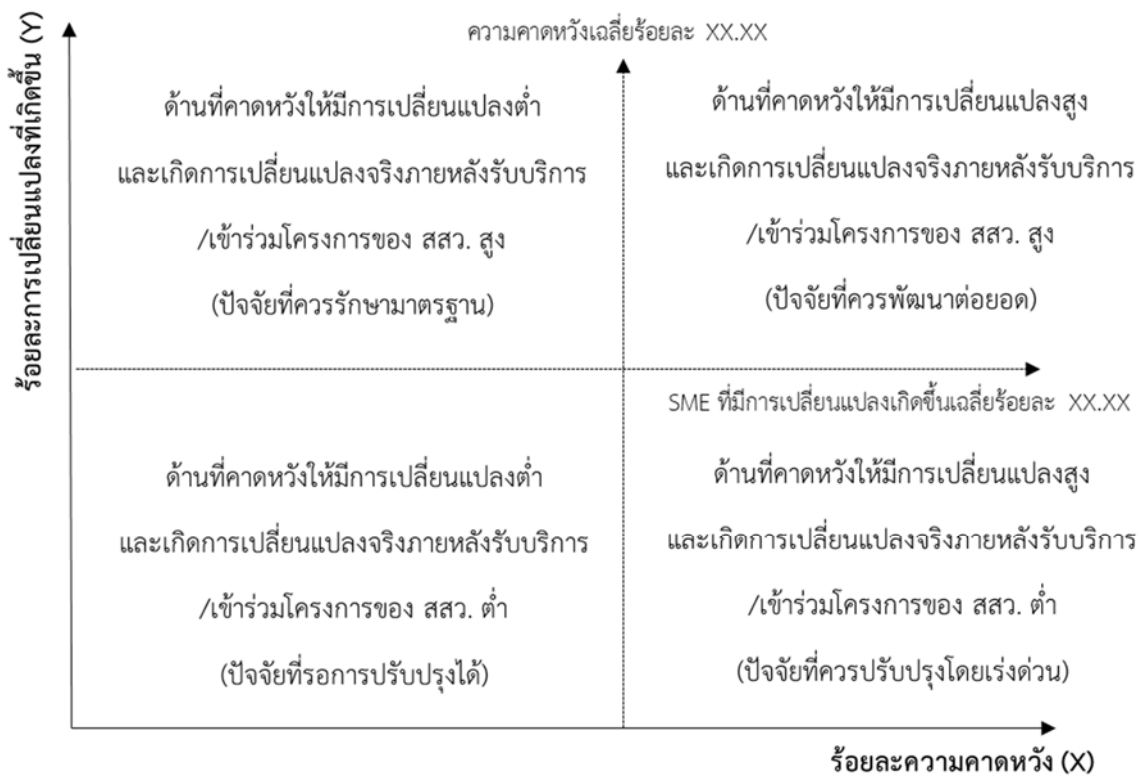 ร้อยละการเปลี่ยนแปลงที่เกิดขึ้น (Y)
ความคาดหวังเฉลี่ยร้อยละ XX.XX
ด้านที่คาดหวังให้มีการเปลี่ยนแปลงต่ำ
และเกิดการเปลี่ยนแปลงจริงภายหลังรับบริการ
/เข้าร่วมโครงการของ สสว. สูง
(ปัจจัยที่ควรรักษามาตรฐาน)
ด้านที่คาดหวังให้มีการเปลี่ยนแปลงสูง
และเกิดการเปลี่ยนแปลงจริงภายหลังรับบริการ
/เข้าร่วมโครงการของ สสว. สูง
(ปัจจัยที่ควรพัฒนาต่อยอด)
SME ที่มีการเปลี่ยนแปลงเกิดขึ้นเฉลี่ยร้อยละ XX.XX
ด้านที่คาดหวังให้มีการเปลี่ยนแปลงต่ำ
และเกิดการเปลี่ยนแปลงจริงภายหลังรับบริการ
/เข้าร่วมโครงการของ สสว. ต่ำ
(ปัจจัยที่รอการปรับปรุงได้)
ด้านที่คาดหวังให้มีการเปลี่ยนแปลงสูง
และเกิดการเปลี่ยนแปลงจริงภายหลังรับบริการ
/เข้าร่วมโครงการของ สสว. ต่ำ
(ปัจจัยที่ควรปรับปรุงโดยเร่งด่วน)
ร้อยละความคาดหวัง (X)